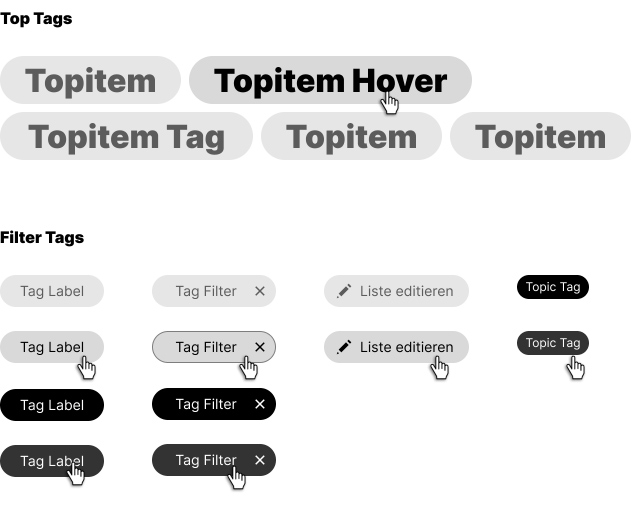 Top Tags
Topitem Topitem Hover
Topitem Tag Topitem Topitem
Filter Tags
Tag Label Tag Filter × Liste editieren Topic Tag
Tag Label Tag Filter × Liste editieren Topic Tag
Tag Label Tag Filter ×
Tag Label Tag Filter ×